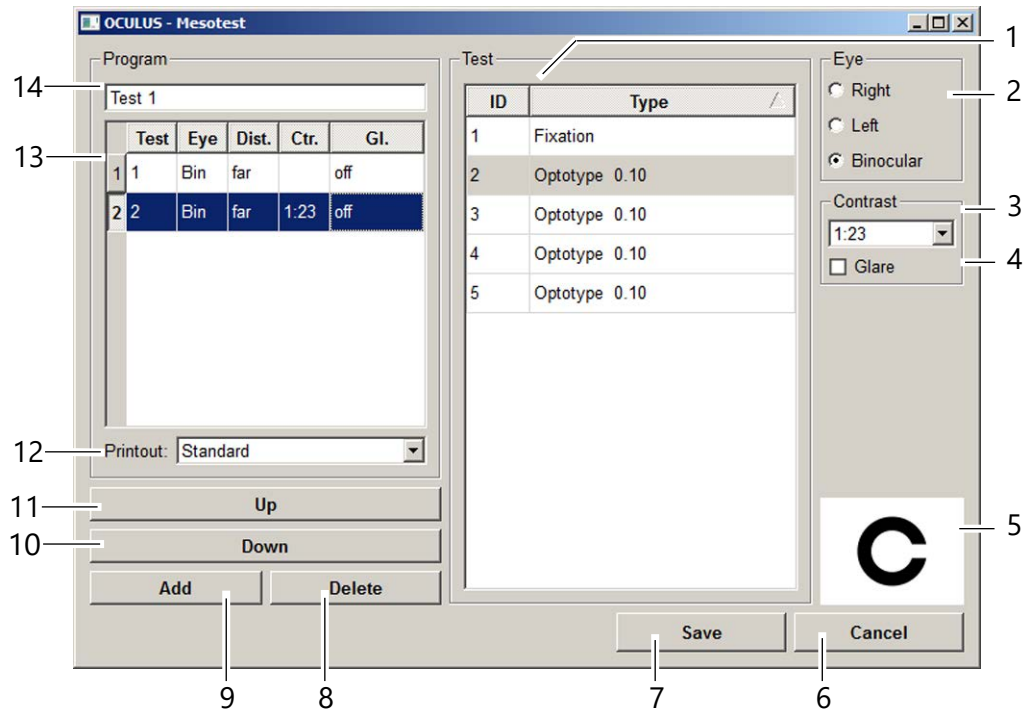 OCULUS - Mesotest
1
Program
Test
Eye
14
Test 1
ID Type
Right
2
Test Eye Dist. Ctr. Gl.
1 Fixation
Left
13
1 1 Bin far off
2 Optotype 0.10
Binocular
2 2 Bin far 1:23 off
3 Optotype 0.10
Contrast
3
1:23
4 Optotype 0.10
Glare
4
5 Optotype 0.10
12
Printout: Standard
11
Up
10
Down
5
Add Delete
Save Cancel
9 8 7 6